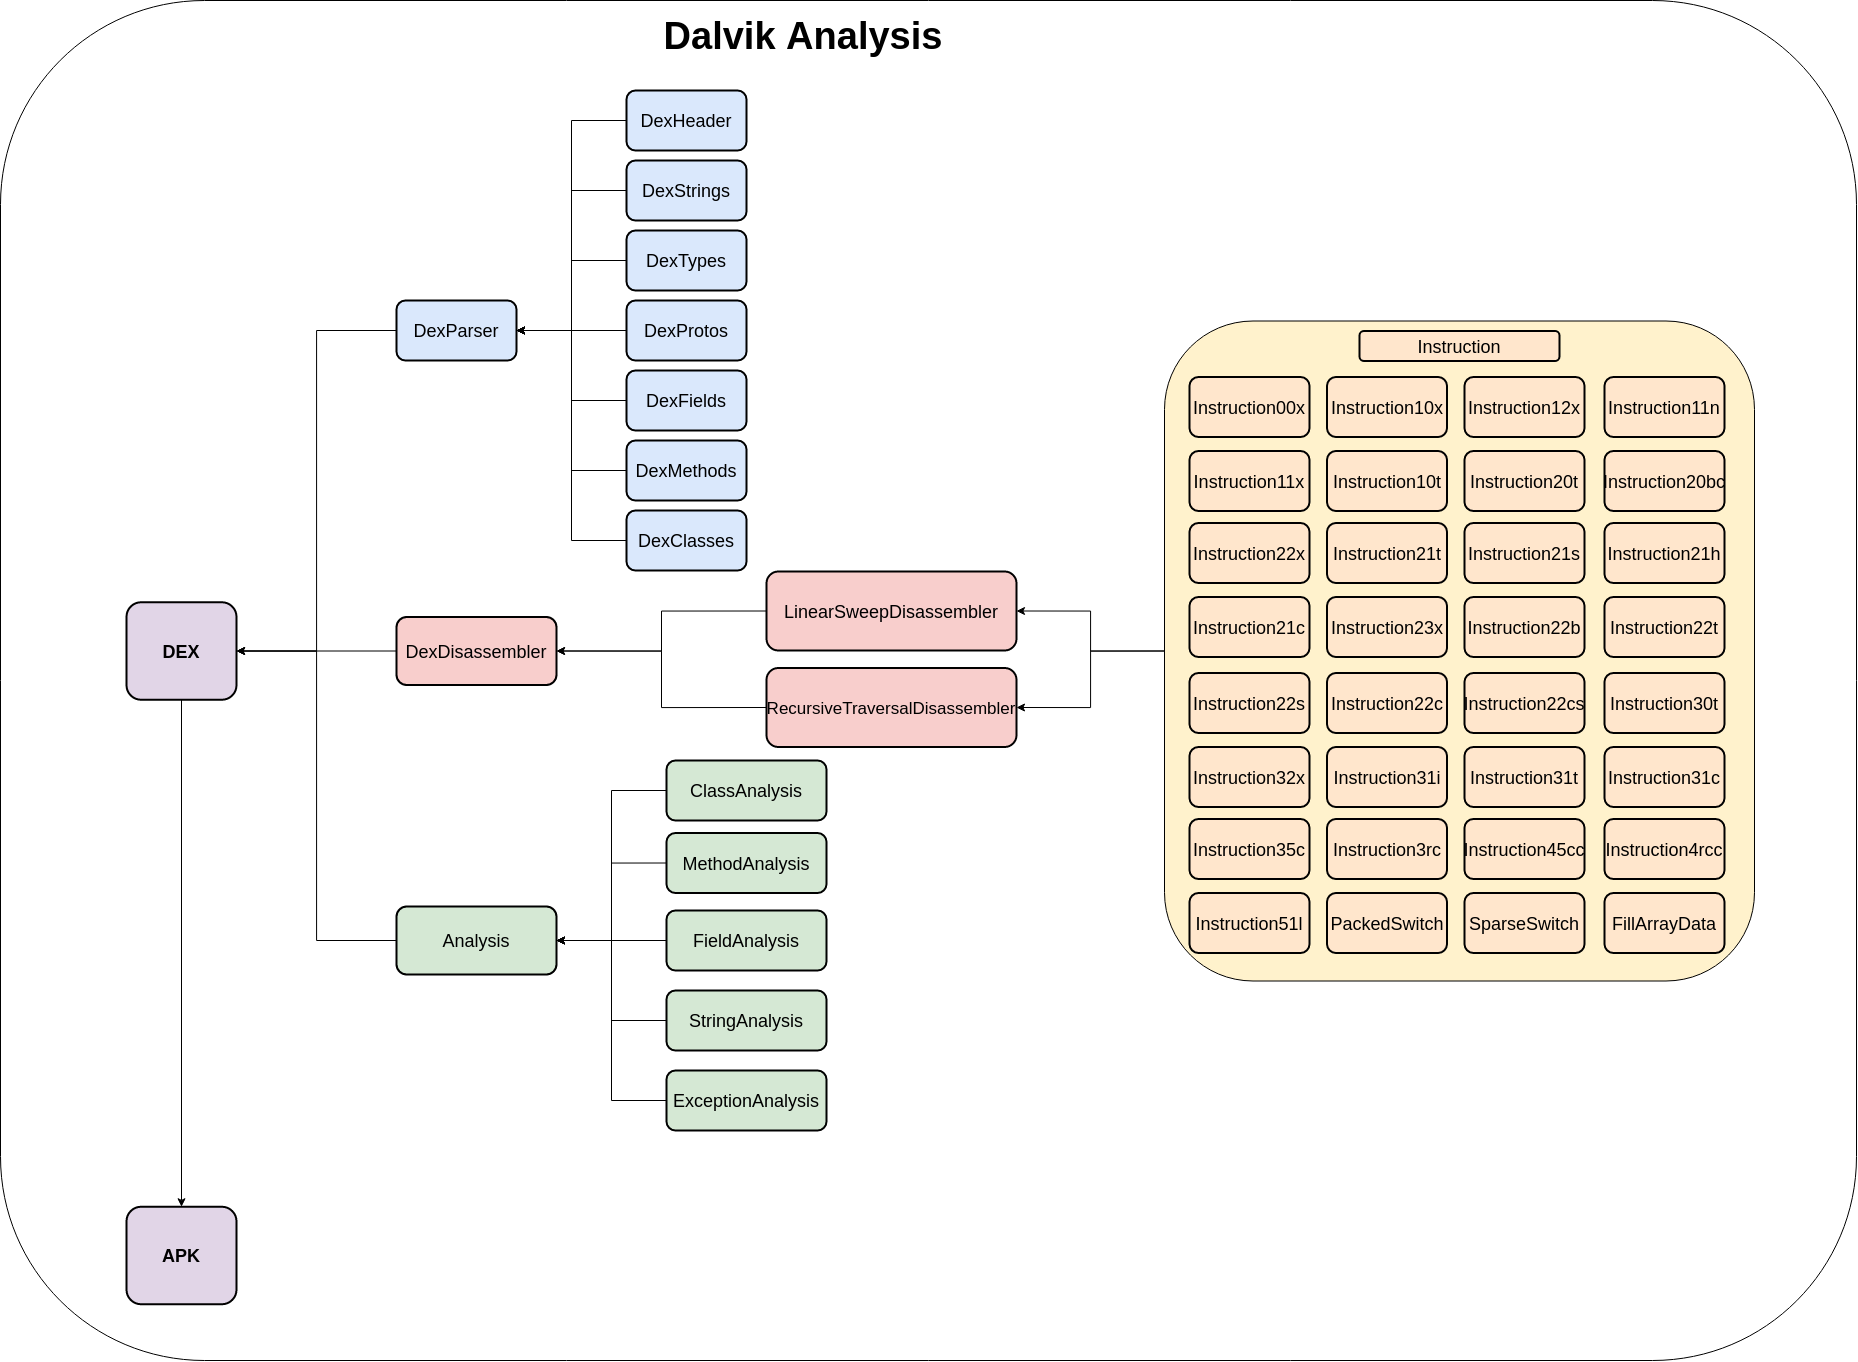 Dalvik Analysis
DexHeader
DexStrings
DexTypes
DexProtos
DexFields
DexMethods
DexClasses
DexParser
DEX
DexDisassembler
LinearSweepDisassembler
RecursiveTraversalDisassembler
ClassAnalysis
MethodAnalysis
FieldAnalysis
StringAnalysis
ExceptionAnalysis
Analysis
APK
Instruction
Instruction00x
Instruction10x
Instruction12x
Instruction11n
Instruction11x
Instruction10t
Instruction20t
Instruction20bc
Instruction22x
Instruction21t
Instruction21s
Instruction21h
Instruction21c
Instruction23x
Instruction22b
Instruction22t
Instruction22s
Instruction22c
Instruction22cs
Instruction30t
Instruction32x
Instruction31i
Instruction31t
Instruction31c
Instruction35c
Instruction3rc
Instruction45cc
Instruction4rcc
Instruction51l
PackedSwitch
SparseSwitch
FillArrayData